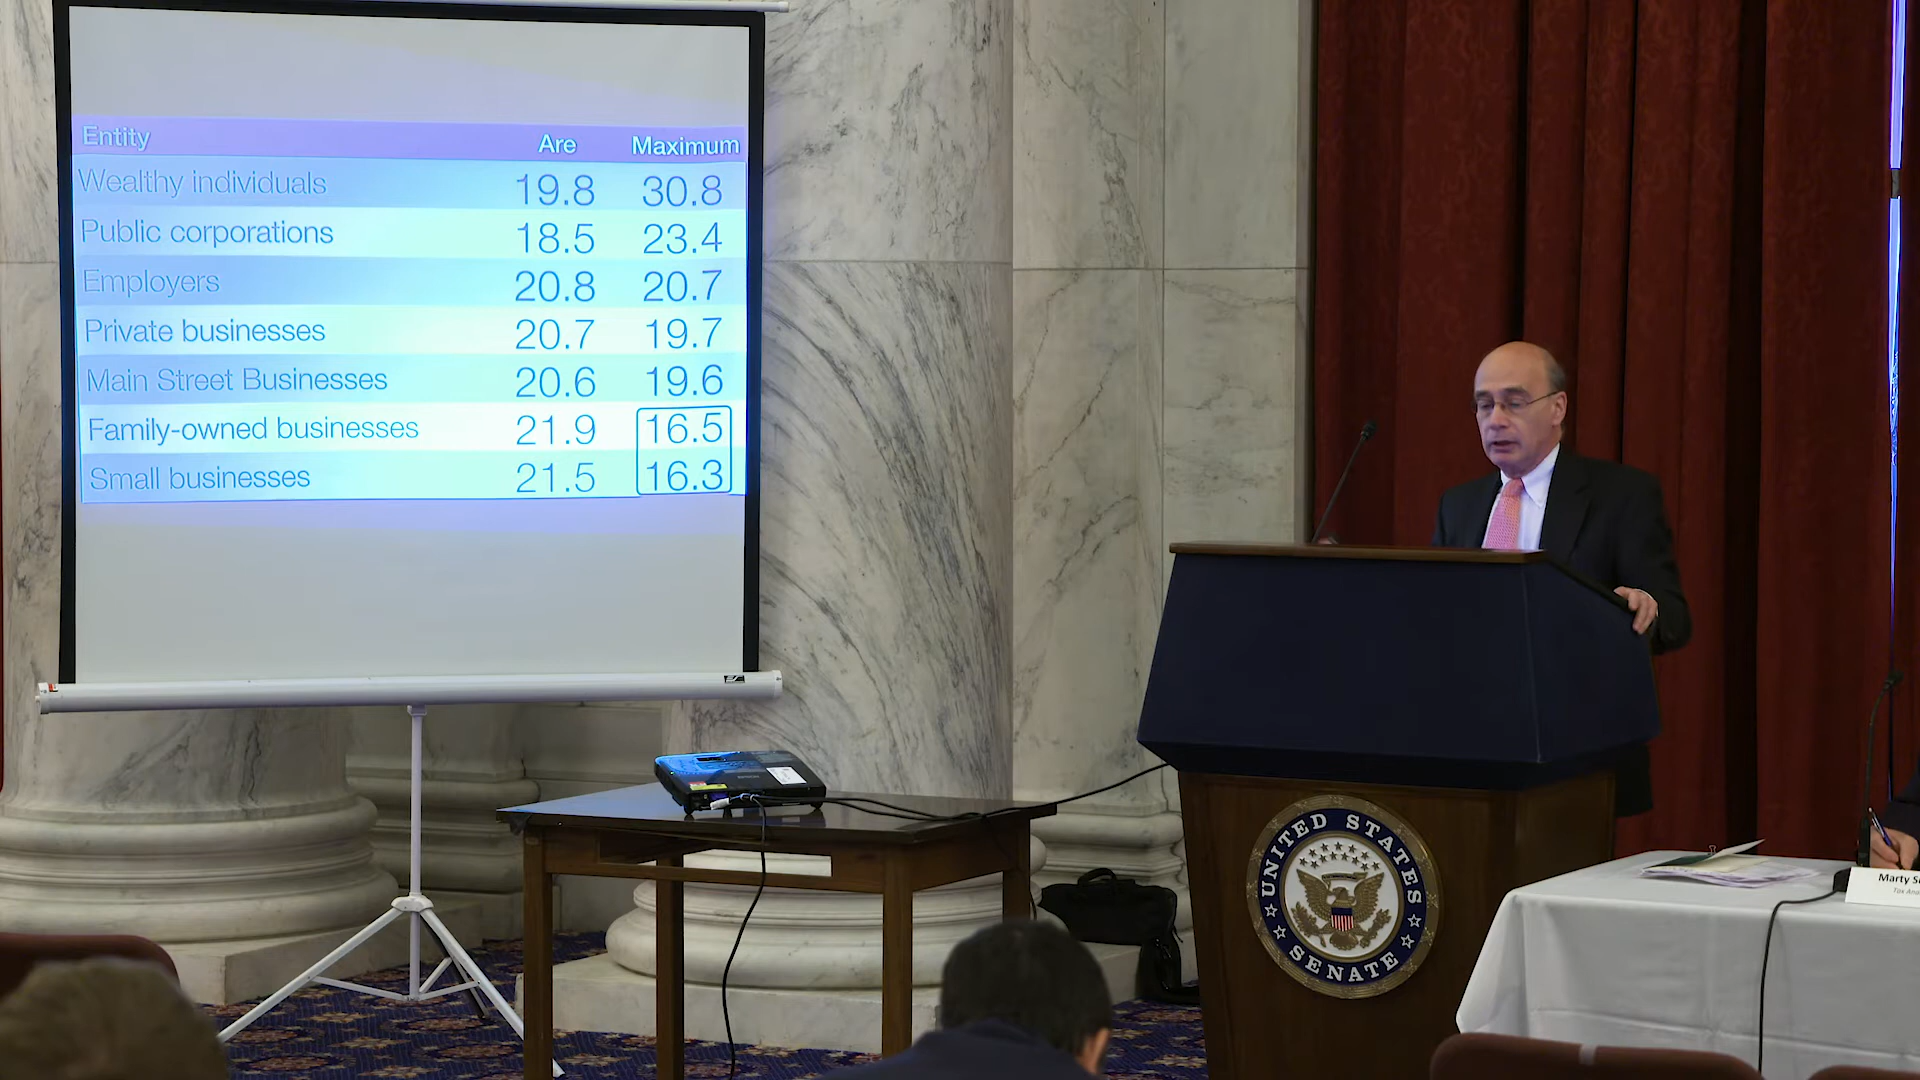 Entity Are Maximum
Wealthy individuals 19.8 30.8
Public corporations 18.5 23.4
Employers 20.8 20.7
Private businesses 20.7 19.7
Main Street Businesses 20.6 19.6
Family-owned businesses 21.9 16.5
Small businesses 21.5 16.3
UNITED STATES
SENATE
Marty